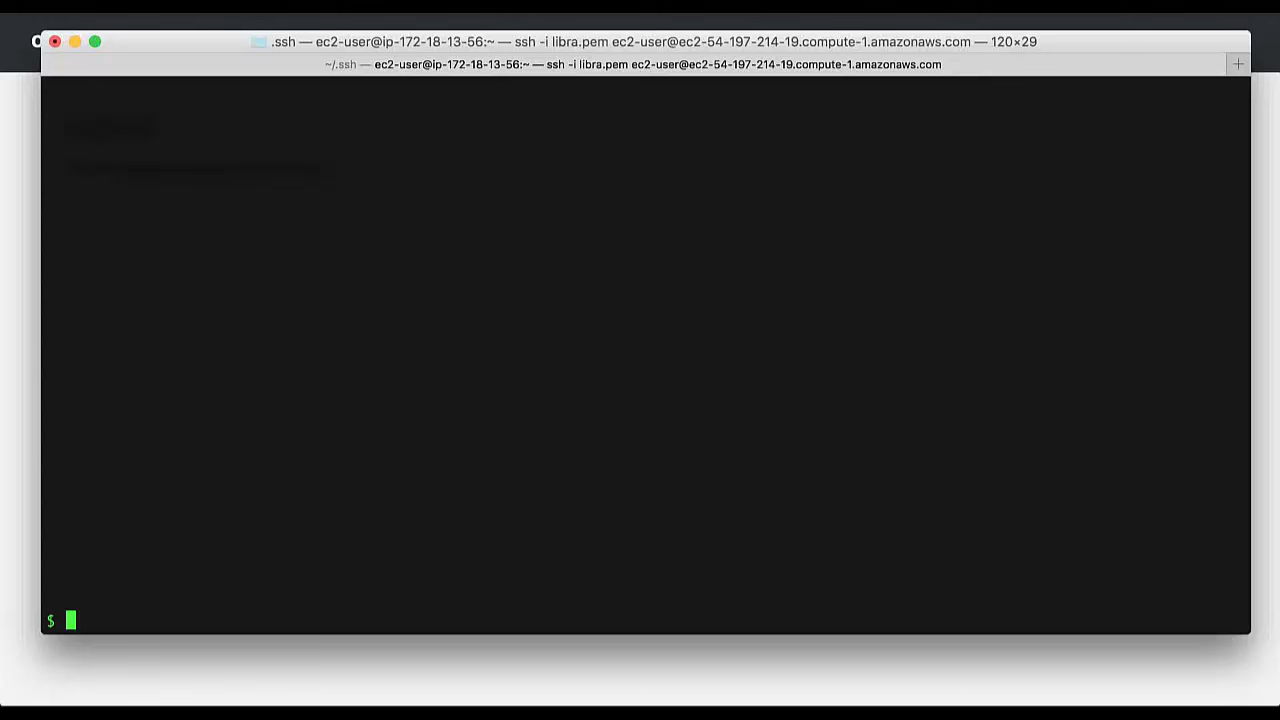 .ssh — ec2-user@ip-172-18-13-56:~ — ssh -i libra.pem ec2-user@ec2-54-197-214-19.compute-1.amazonaws.com — 120×29
~/.ssh — ec2-user@ip-172-18-13-56:~ — ssh -i libra.pem ec2-user@ec2-54-197-214-19.compute-1.amazonaws.com
$